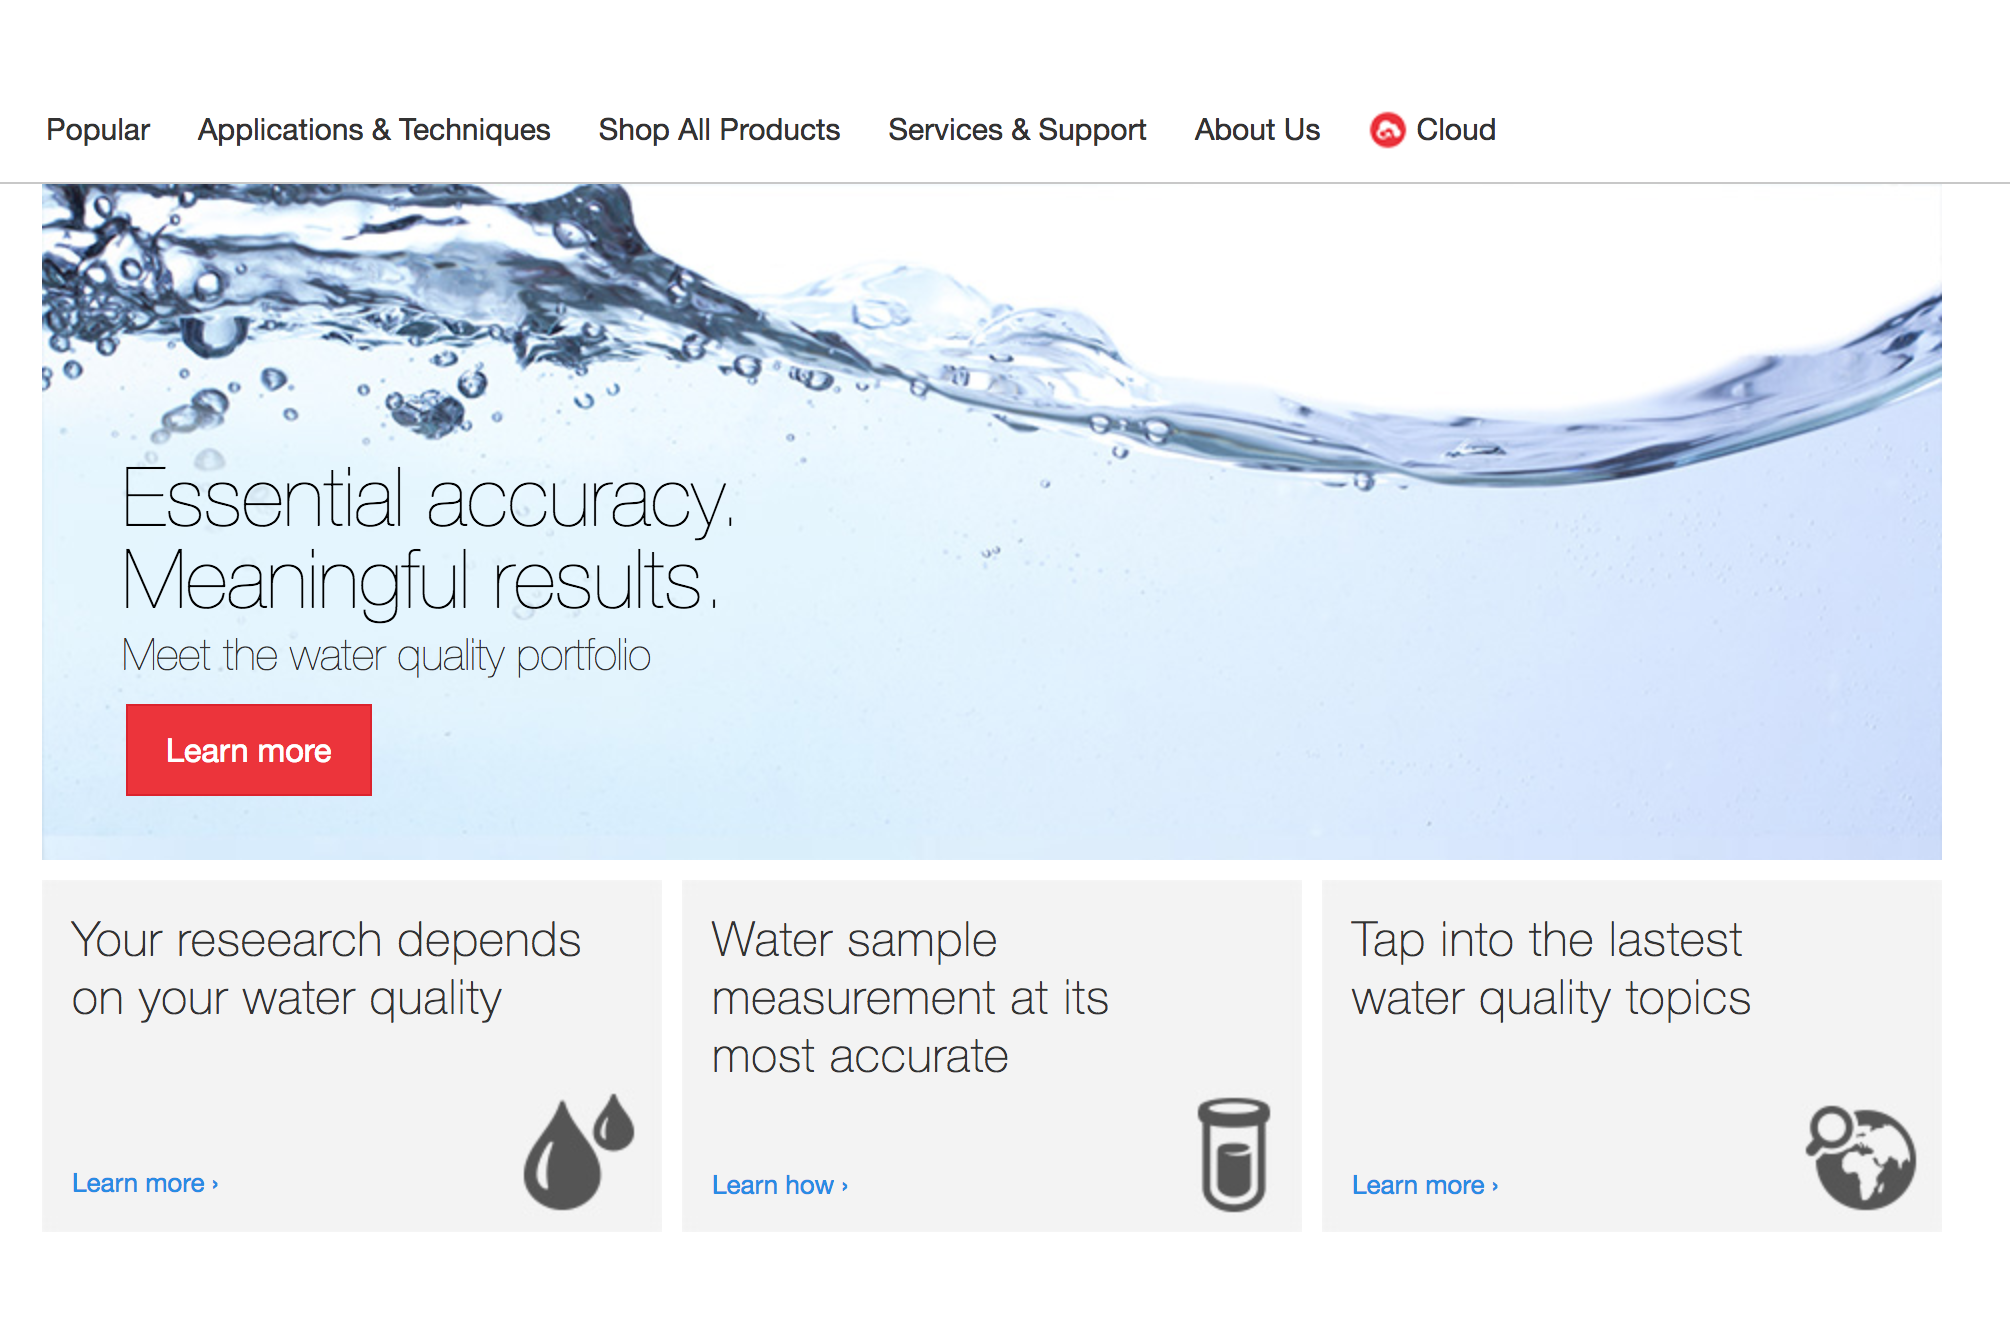 Popular Applications & Techniques Shop All Products Services & Support About Us Cloud
Essential accuracy.
Meaningful results.
Meet the water quality portfolio
Learn more
Your reseearch depends
on your water quality
Learn more ›
Water sample
measurement at its
most accurate
Learn how ›
Tap into the lastest
water quality topics
Learn more ›